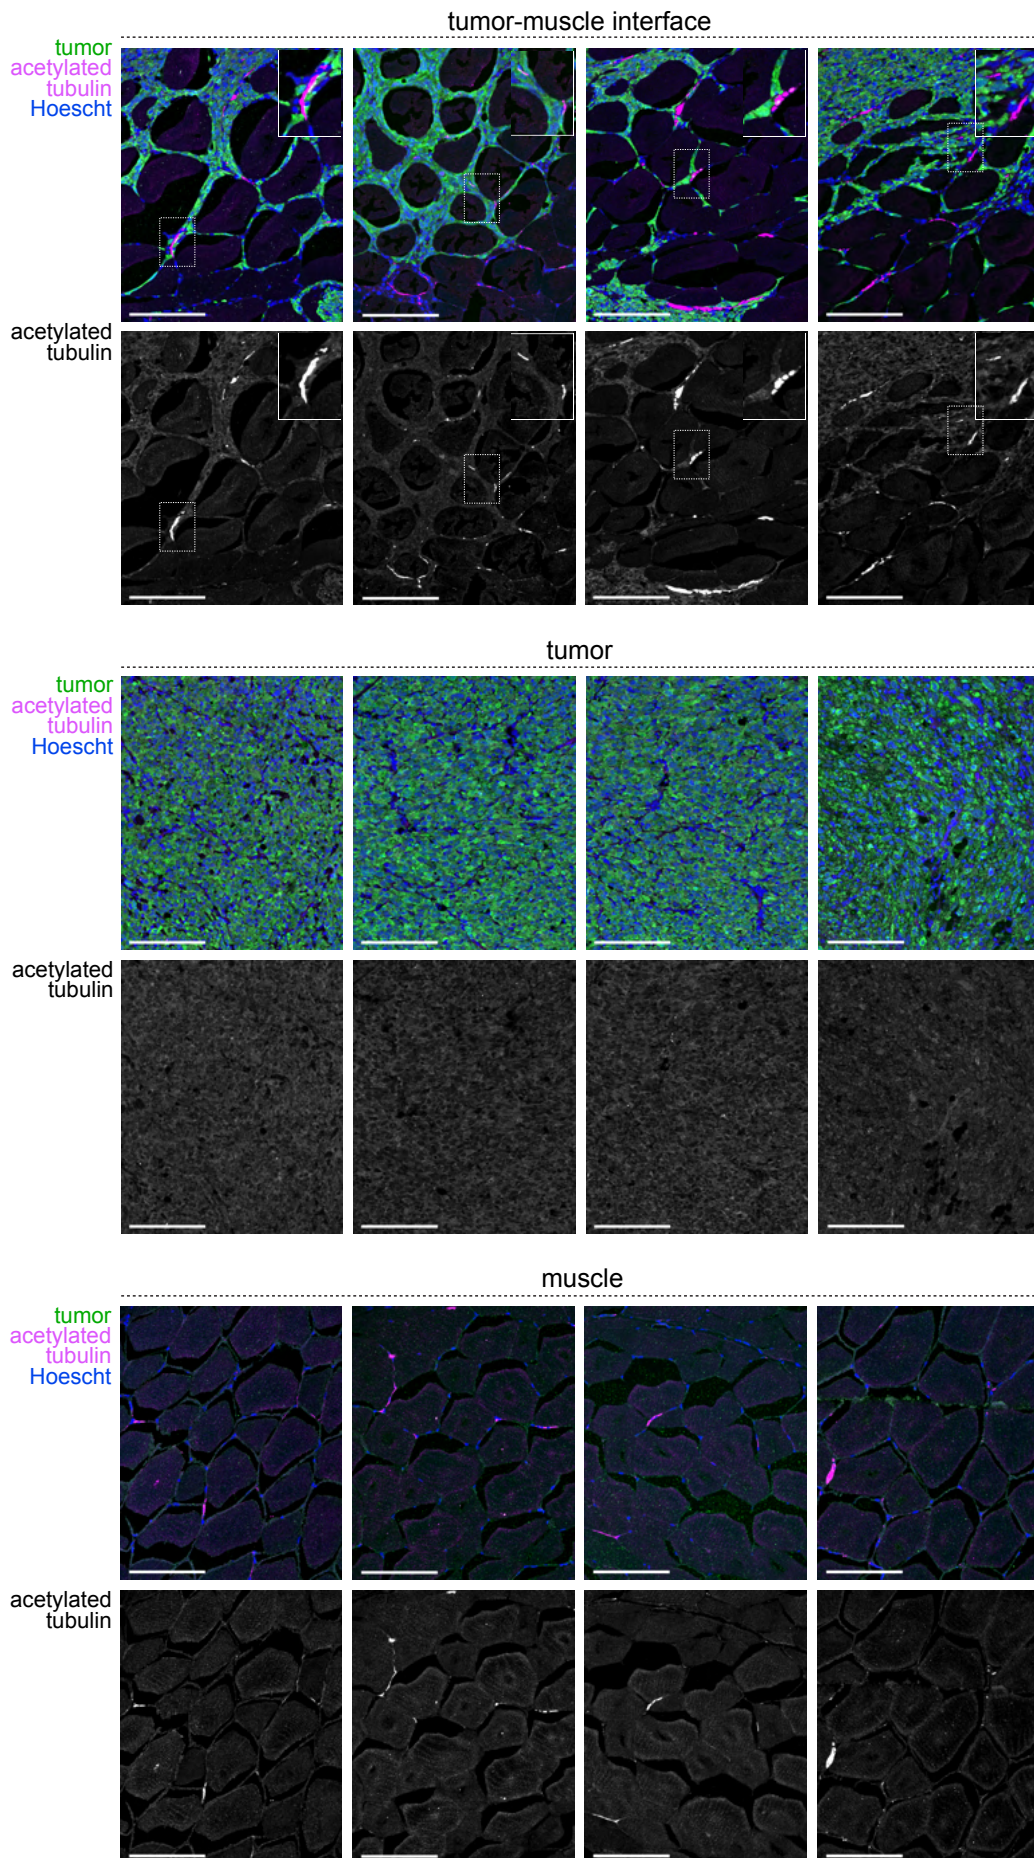 tumor-muscle interface
tumor
acetylated
tubulin
Hoescht
acetylated
tubulin
tumor
tumor
acetylated
tubulin
Hoescht
acetylated
tubulin
muscle
tumor
acetylated
tubulin
Hoescht
acetylated
tubulin